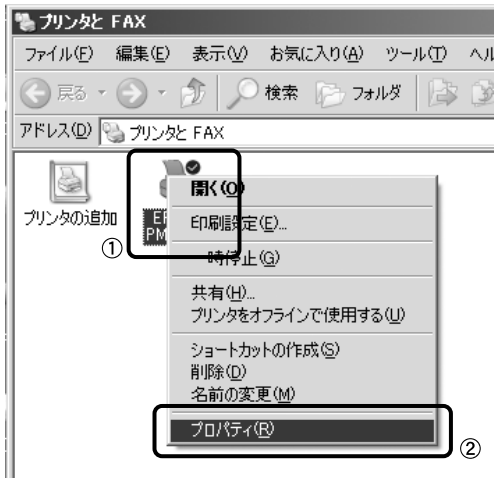 プリンタと FAX
ファイル(F) 編集(E) 表示(V) お気に入り(A) ツール(T)
戻る 検索 フォルダ
アドレス(D) プリンタと FAX
プリンタの追加
①
開く(O)
印刷設定(E)...
一時停止(G)
共有(H)...
プリンタをオフラインで使用する(U)
ショートカットの作成(S)
削除(D)
名前の変更(M)
プロパティ(R)
②